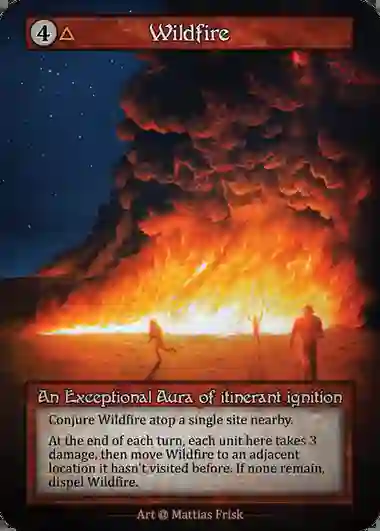 4
Wildfire
An Exceptional Aura of itinerant ignition
Conjure Wildfire atop a single site nearby.
At the end of each turn, each unit here takes 3
damage, then move Wildfire to an adjacent
location it hasn't visited before. If none remain,
dispel Wildfire.
Art @ Mattias Frisk